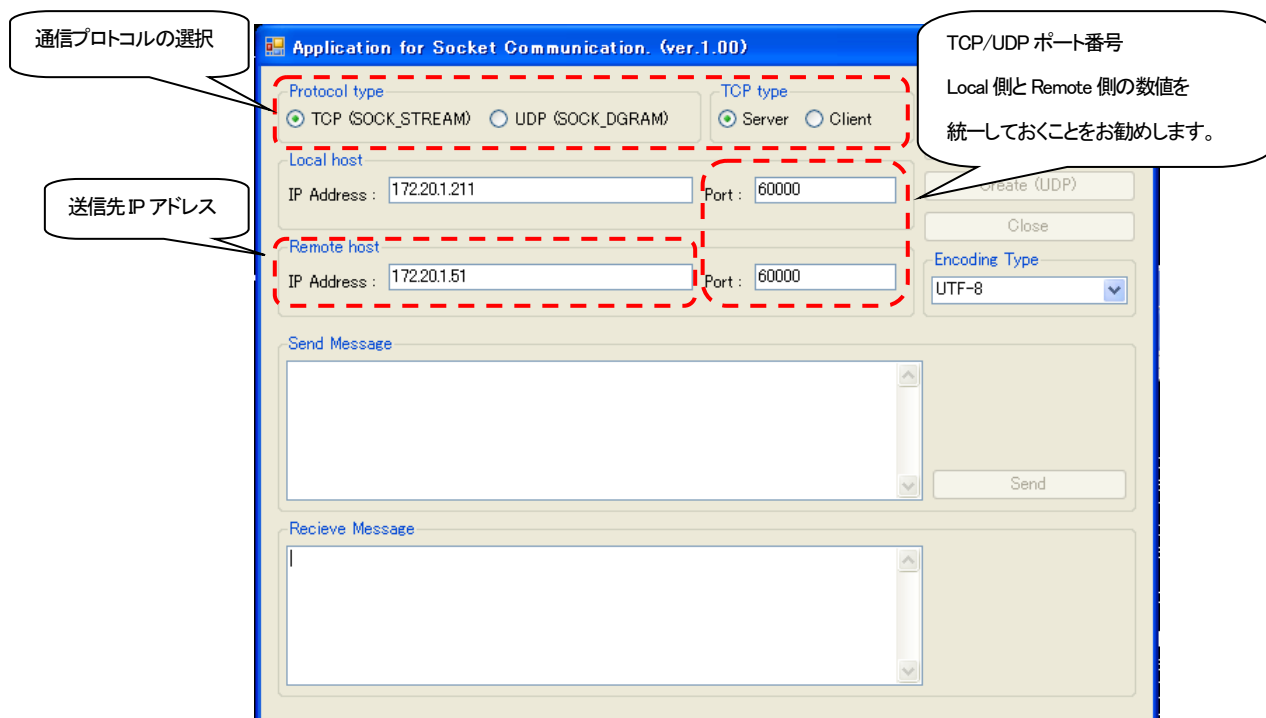 通信プロトコルの選択
Application for Socket Communication. (ver.1.00)
TCP/UDP ポート番号
Local 側と Remote 側の数値を
統一しておくことをお勧めします。
Protocol type
TCP (SOCK_STREAM) UDP (SOCK_DGRAM)
TCP type
Server Client
Local host
IP Address : 172.20.1.211 Port : 60000
Create (UDP)
Close
送信先 IP アドレス
Remote host
IP Address : 172.20.1.51 Port : 60000
Encoding Type
UTF-8
Send Message
Send
Recieve Message